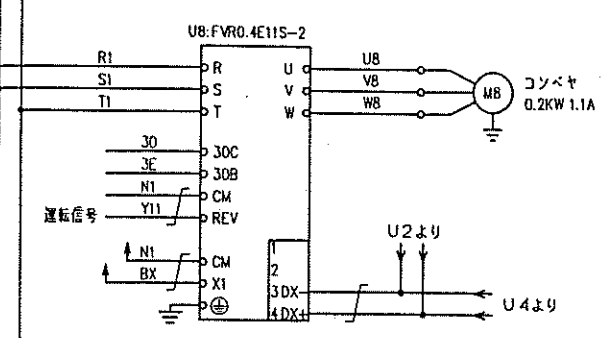 U8:FVR0.4E11S-2
R1 R U U8
S1 S V V8 M8 コンベヤ
T1 T W W8 0.2KW 1.1A
30 30C
3E 30B
N1 CM
運転信号 Y11 REV
U2より
1
N1 CM 2
BX X1
3 DX-
U4より
4 DX+